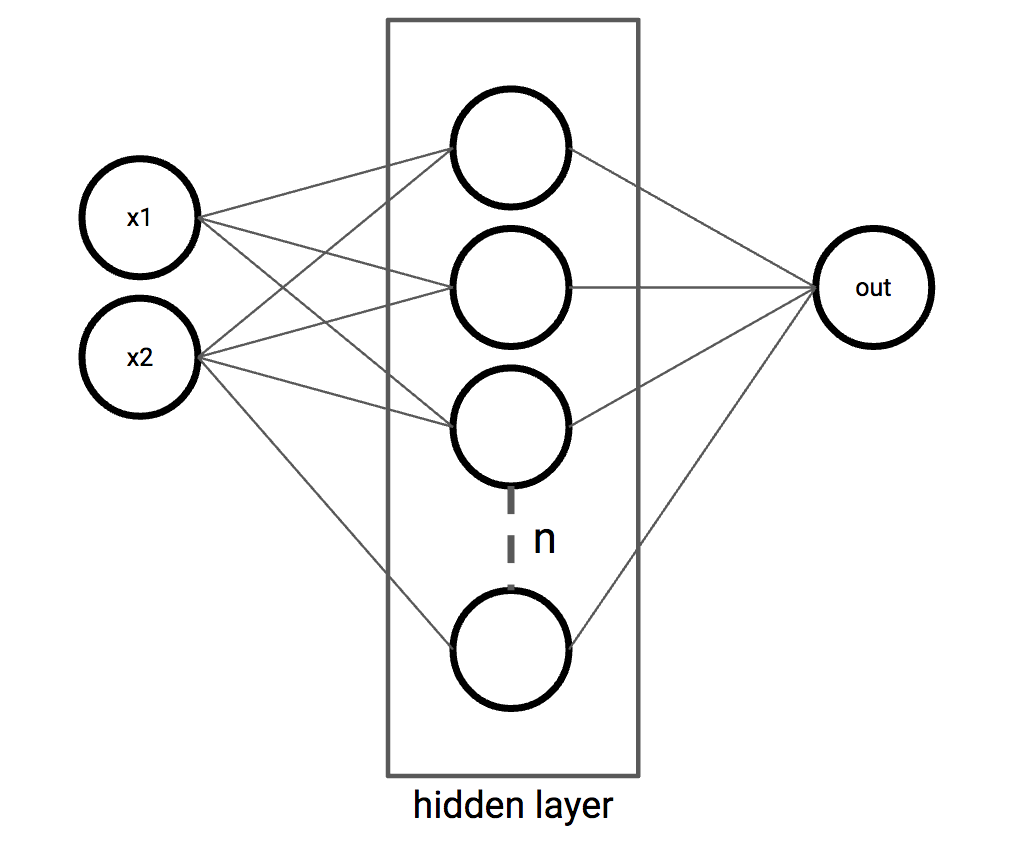 x1
x2
out
n
hidden layer